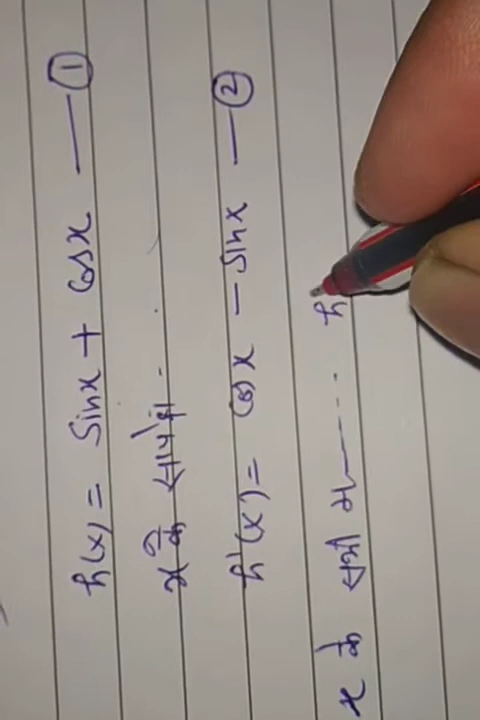 h(x) = sinx + cosx — ①
x के सापेक्ष - . .
h'(x) = cosx - sinx — ②
x के सभी